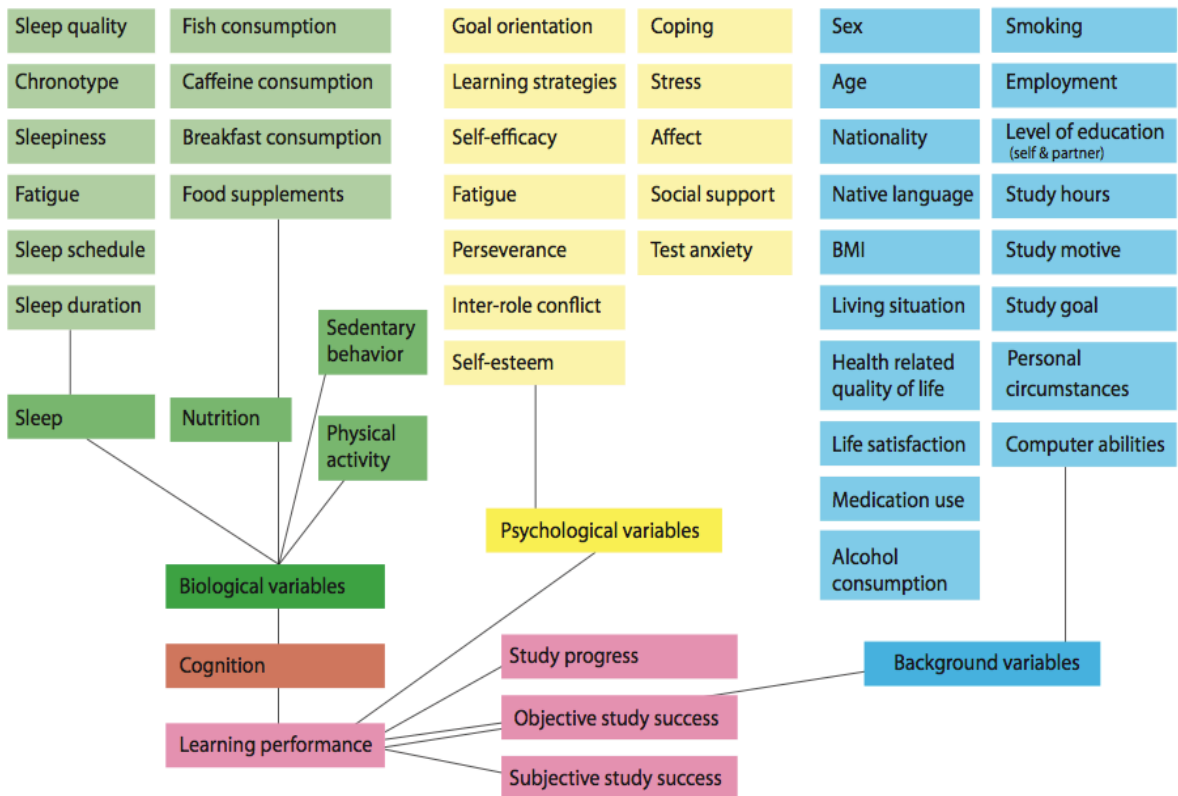 Sleep quality
Chronotype
Sleepiness
Fatigue
Sleep schedule
Sleep duration
Sleep
Fish consumption
Caffeine consumption
Breakfast consumption
Food supplements
Nutrition
Sedentary
behavior
Physical
activity
Biological variables
Cognition
Learning performance
Goal orientation
Learning strategies
Self-efficacy
Fatigue
Perseverance
Inter-role conflict
Self-esteem
Coping
Stress
Affect
Social support
Test anxiety
Psychological variables
Study progress
Objective study success
Subjective study success
Sex
Age
Nationality
Native language
BMI
Living situation
Health related
quality of life
Life satisfaction
Medication use
Alcohol
consumption
Smoking
Employment
Level of education
(self & partner)
Study hours
Study motive
Study goal
Personal
circumstances
Computer abilities
Background variables